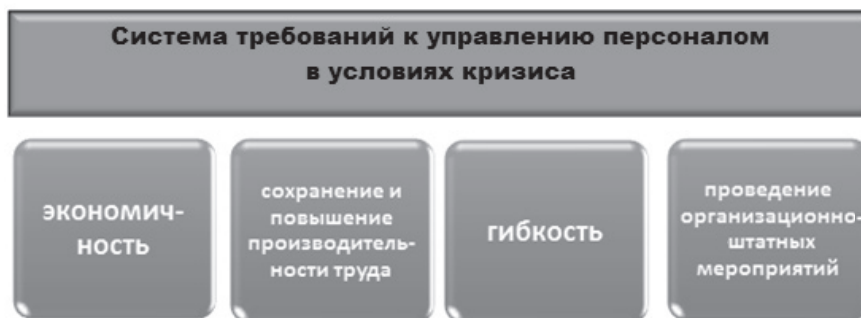 Система требований к управлению персоналом
в условиях кризиса
экономич-
ность
сохранение и
повышение
производитель-
ности труда
гибкость
проведение
организационно-
штатных
мероприятий